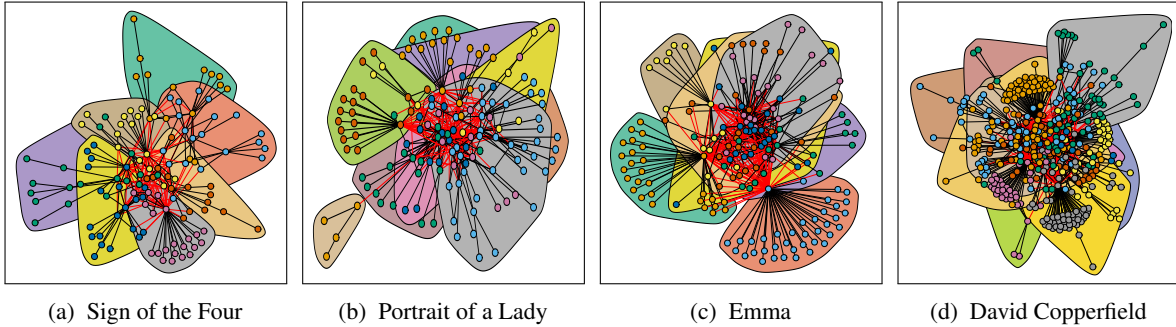 (a) Sign of the Four
(b) Portrait of a Lady
(c) Emma
(d) David Copperfield